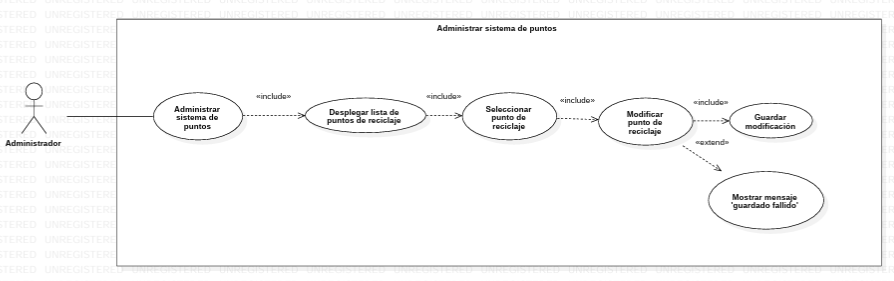 Administrar sistema de puntos
Administrador
Administrar
sistema de
puntos
«include»
Desplegar lista de
puntos de reciclaje
«include»
Seleccionar
punto de
reciclaje
«include»
Modificar
punto de
reciclaje
«include»
Guardar
modificación
«extend»
Mostrar mensaje
'guardado fallido'
UNREGISTERED